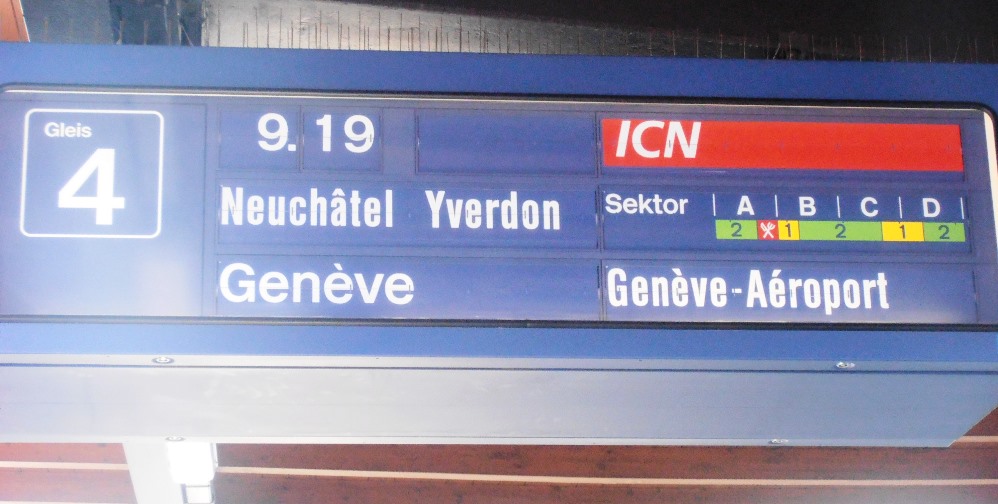 Gleis
4
9.19
ICN
Neuchâtel Yverdon
Sektor A B C D
2 1 2 1 2
Genève
Genève-Aéroport